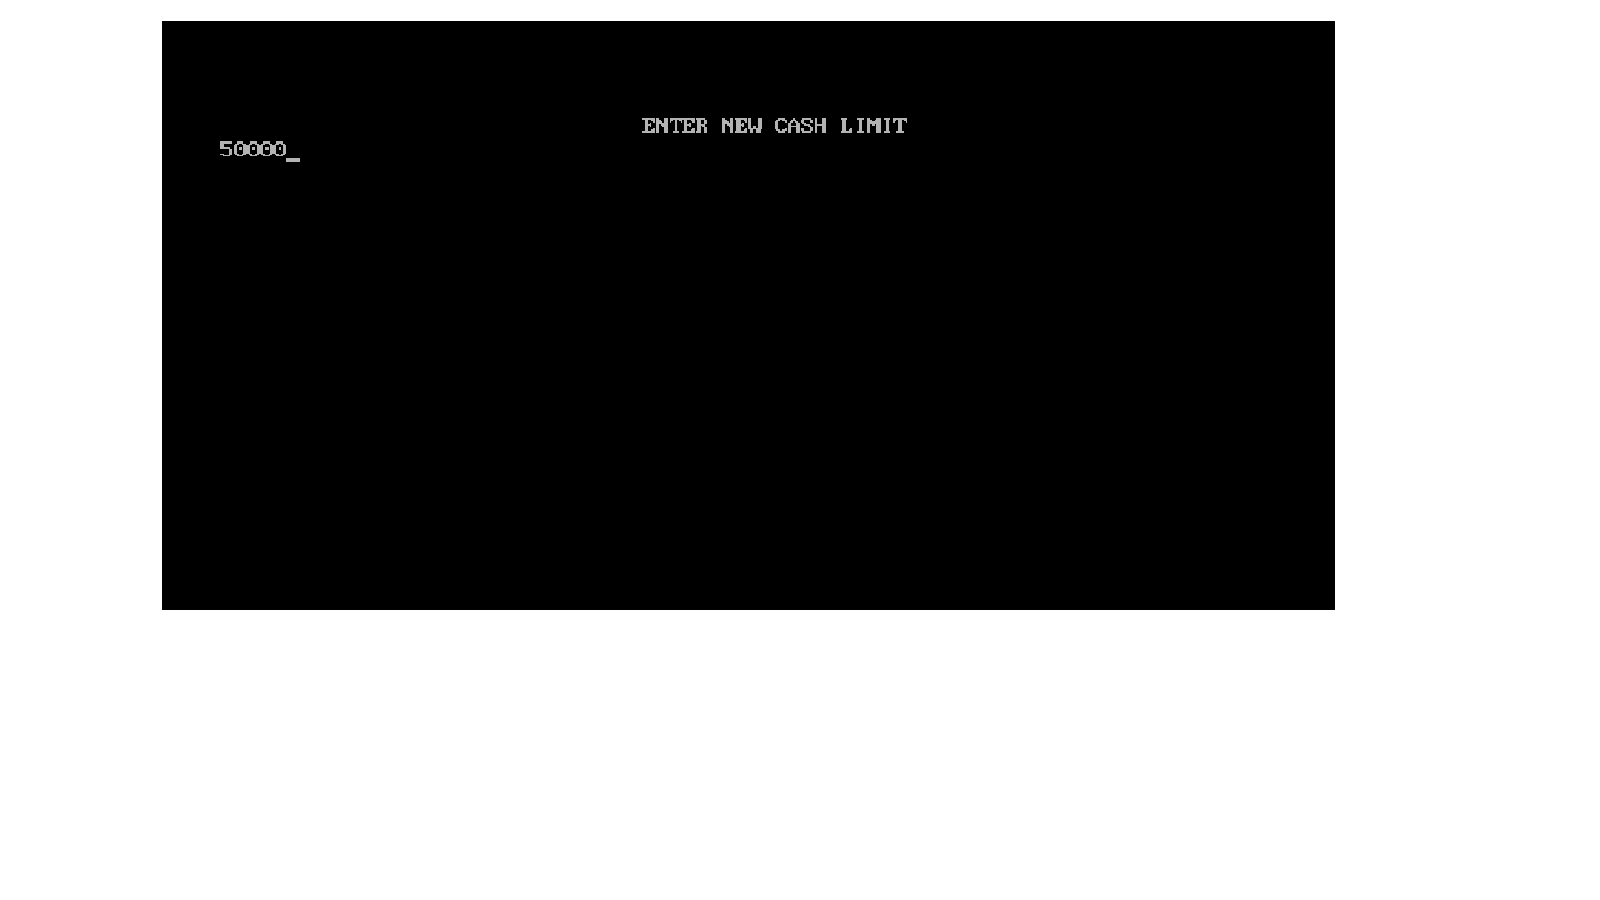 ENTER NEW CASH LIMIT
50000_